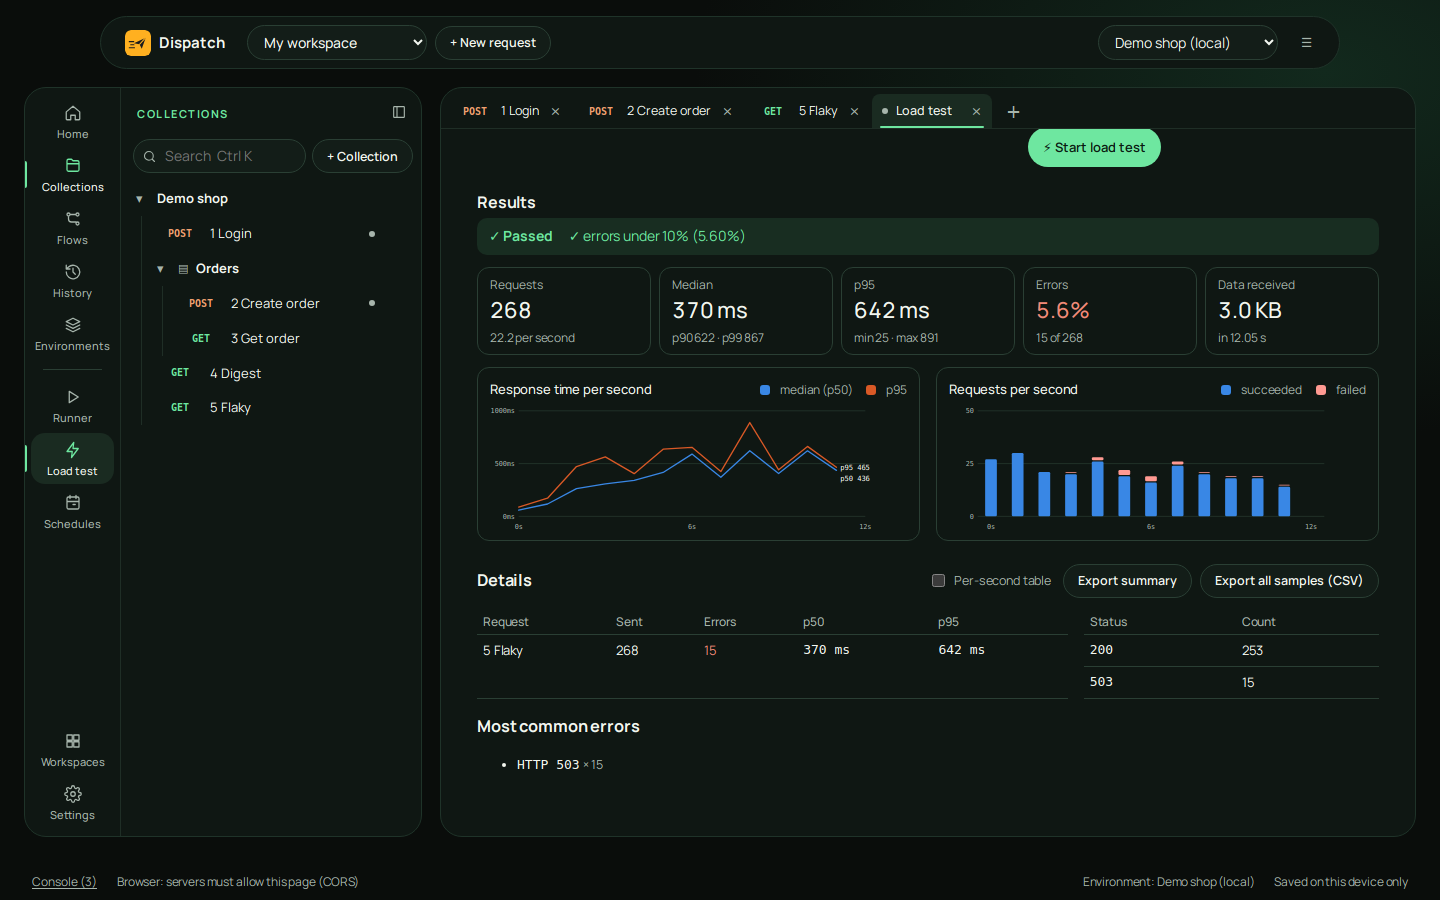 Dispatch
My workspace
+ New request
Demo shop (local)
Home
Collections
Flows
History
Environments
Runner
Load test
Schedules
Workspaces
Settings
COLLECTIONS
Search Ctrl K
+ Collection
Demo shop
POST 1 Login
Orders
POST 2 Create order
GET 3 Get order
GET 4 Digest
GET 5 Flaky
POST 1 Login ×
POST 2 Create order ×
GET 5 Flaky ×
Load test ×
+
⚡ Start load test
Results
✓ Passed ✓ errors under 10% (5.60%)
Requests
268
22.2 per second
Median
370 ms
p90 622 · p99 867
p95
642 ms
min 25 · max 891
Errors
5.6%
15 of 268
Data received
3.0 KB
in 12.05 s
Response time per second
median (p50) p95
1000ms
500ms
0ms
0s 6s 12s
p95 465
p50 436
Requests per second
succeeded failed
50
25
0
0s 6s 12s
Details
Per-second table
Export summary
Export all samples (CSV)
Request Sent Errors p50 p95
5 Flaky 268 15 370 ms 642 ms
Status Count
200 253
503 15
Most common errors
• HTTP 503 × 15
Console (3)
Browser: servers must allow this page (CORS)
Environment: Demo shop (local)
Saved on this device only